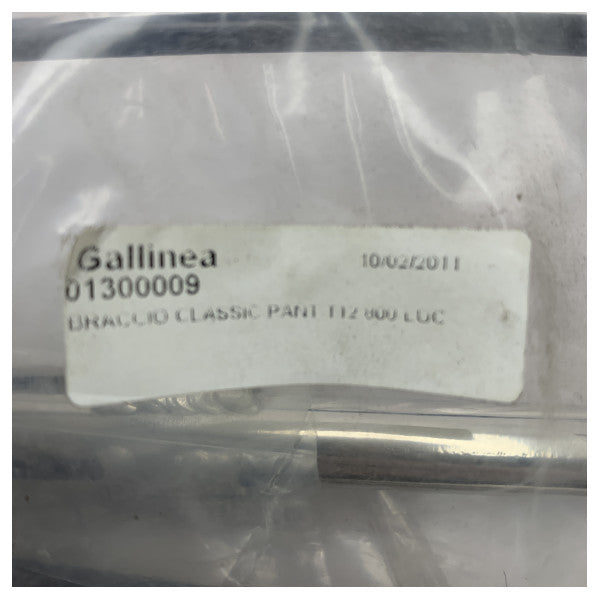 Gallinea 10/02/2011
01300009
BRACCIO CLASSIC PANT 112 800 LUC